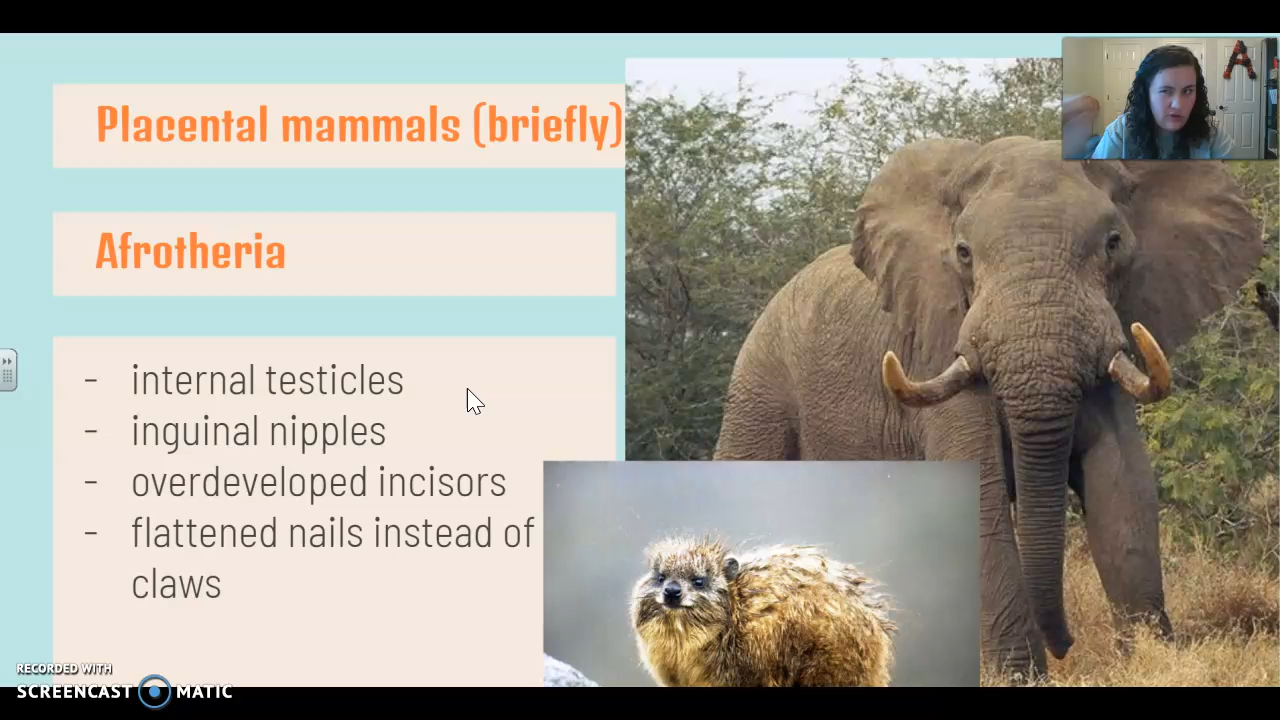 Placental mammals (briefly)
Afrotheria
- internal testicles
- inguinal nipples
- overdeveloped incisors
- flattened nails instead of
claws
A
RECORDED WITH
SCREENCAST MATIC